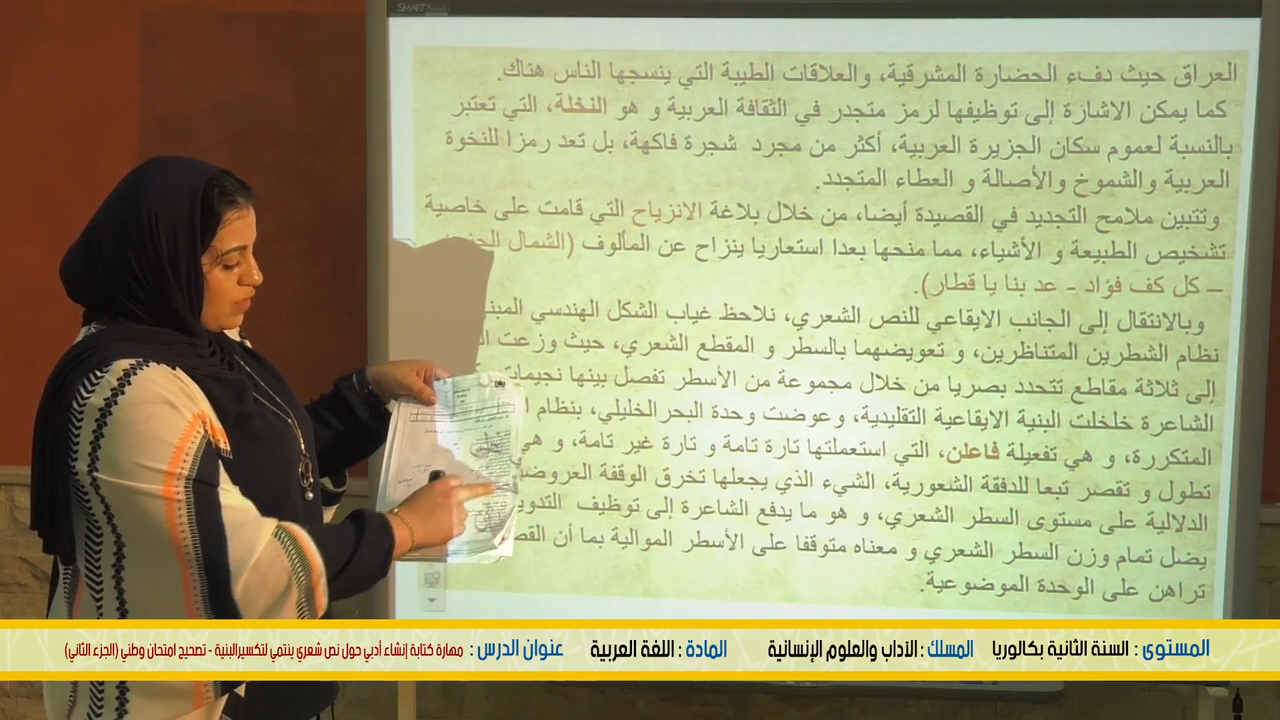 SMART
العراق حيث دفء الحضارة المشرقية، والعلاقات الطيبة التي ينسجها الناس هناك.
كما يمكن الاشارة إلى توظيفها لرمز متجدر في الثقافة العربية و هو النخلة، التي تعتبر
بالنسبة لعموم سكان الجزيرة العربية، أكثر من مجرد شجرة فاكهة، بل تعد رمزا للنخوة
العربية والشموخ والأصالة و العطاء المتجدد.
وتتبين ملامح التجديد في القصيدة أيضا، من خلال بلاغة الانزياح التي قامت على خاصية
تشخيص الطبيعة و الأشياء، مما منحها بعدا استعاريا ينزاح عن المألوف (الشمال
– كل كف فؤاد - عد بنا يا قطار).
وبالانتقال إلى الجانب الايقاعي للنص الشعري، نلاحظ غياب الشكل الهندسي
نظام الشطرين المتناظرين، و تعويضهما بالسطر و المقطع الشعري، حيث وزعت
إلى ثلاثة مقاطع تتحدد بصريا من خلال مجموعة من الأسطر تفصل بينها نجيمات
الشاعرة خلخلت البنية الايقاعية التقليدية، وعوضت وحدة البحر الخليلي، بنظام
المتكررة، و هي تفعيلة فاعلن، التي استعملتها تارة تامة و تارة غير تامة، و هي
تطول و تقصر تبعا للدفقة الشعورية، الشيء الذي يجعلها تخرق الوقفة العروضية
الدلالية على مستوى السطر الشعري، و هو ما يدفع الشاعرة إلى توظيف
يضل تمام وزن السطر الشعري و معناه متوقفا على الأسطر الموالية بما أن
تراهن على الوحدة الموضوعية.
المستوى : السنة الثانية بكالوريا المسلك : الآداب والعلوم الإنسانية المادة : اللغة العربية عنوان الدرس : مهارة كتابة إنشاء أدبي حول نص شعري ينتمي لتكسيرالبنية - تصحيح امتحان وطني (الجزء الثاني)